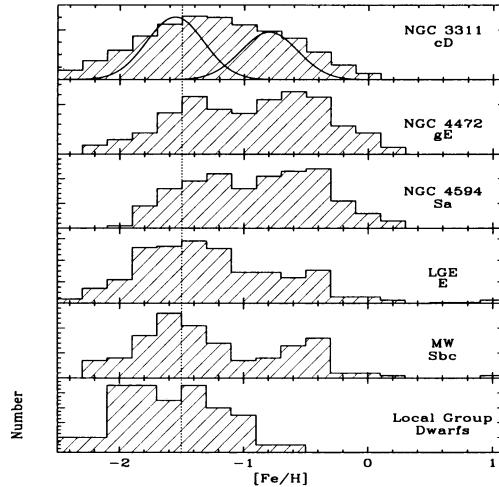 NGC 3311
cD
NGC 4472
gE
NGC 4594
Sa
LGE
E
MW
Sbc
Local Group
Dwarfs
Number
-2
-1
0
1
[Fe/H]